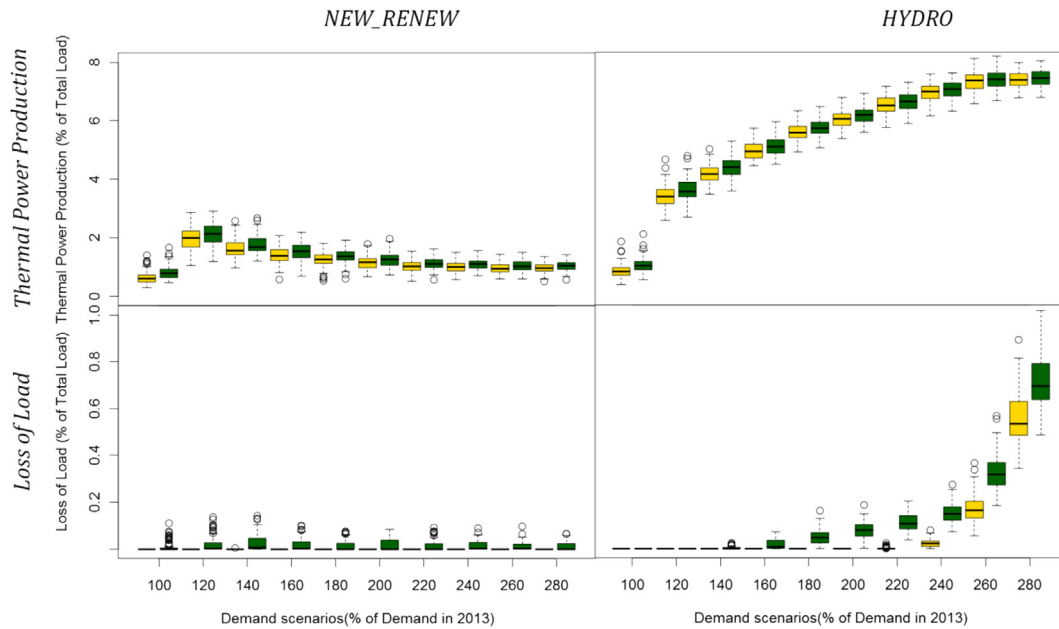 NEW_RENEW
HYDRO
Thermal Power Production
Thermal Power Production (% of Total Load)
8
6
4
2
0
Loss of Load
Loss of Load (% of Total Load)
1.0
0.8
0.6
0.4
0.2
100 120 140 160 180 200 220 240 260 280
100 120 140 160 180 200 220 240 260 280
Demand scenarios(% of Demand in 2013)
Demand scenarios(% of Demand in 2013)